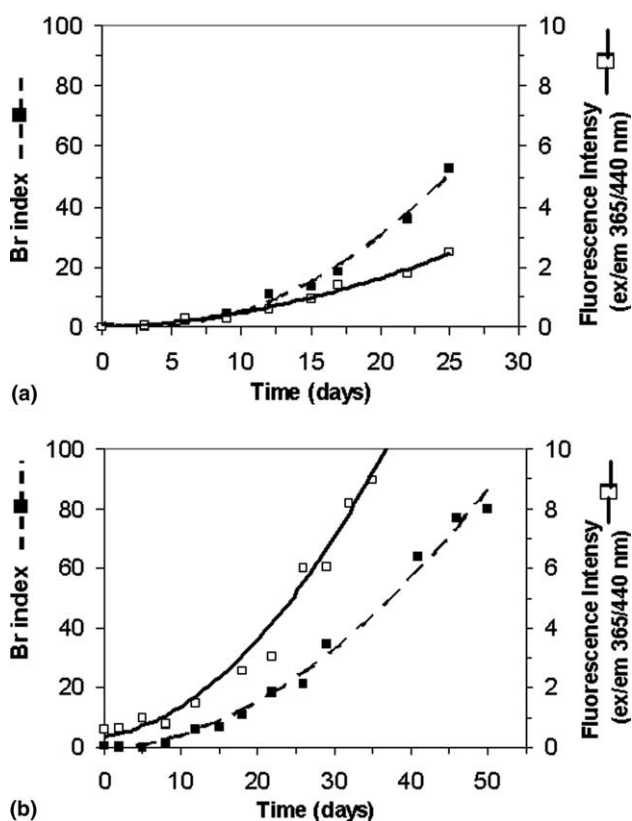 100
80
60
40
20
0
Br index
10
8
6
4
2
0
Fluorescence Intensy
(ex/em 365/440 nm)
0 5 10 15 20 25 30
Time (days)
(a)
100
80
60
40
20
0
Br index
10
8
6
4
2
0
Fluorescence Intensy
(ex/em 365/440 nm)
0 10 20 30 40 50
Time (days)
(b)